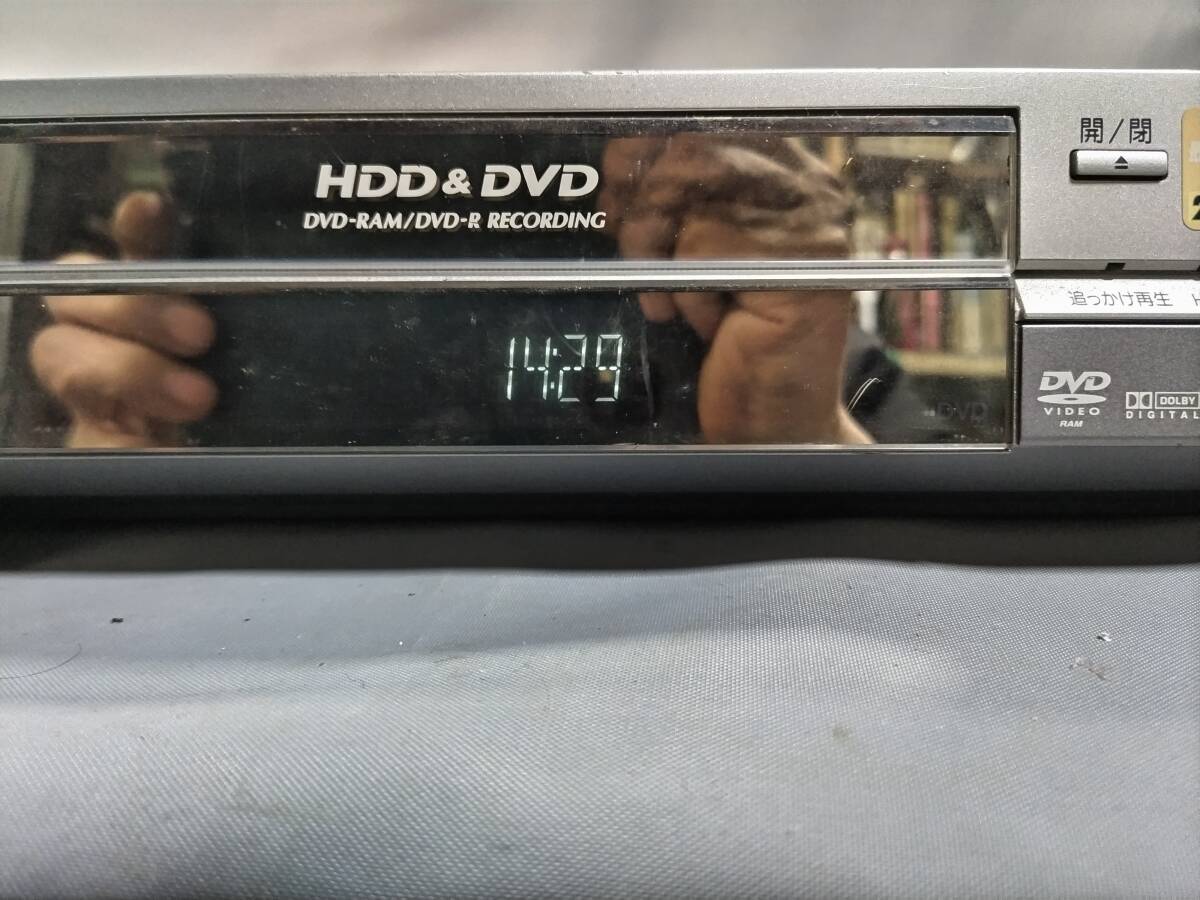 HDD & DVD
DVD-RAM/DVD-R RECORDING
開/閉
14:29
追っかけ再生
DVD
DVD
VIDEO
RAM
DOLBY
DIGITAL